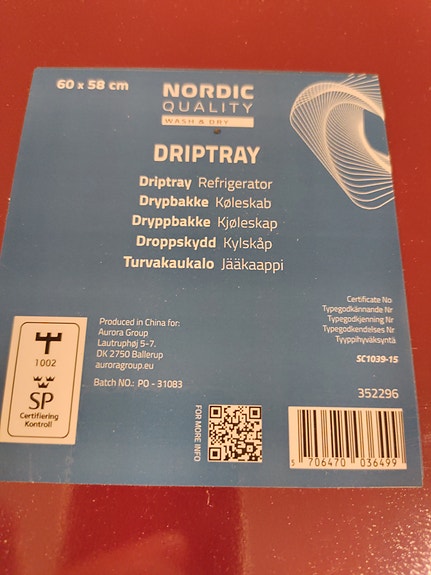 60 x 58 cm
NORDIC
QUALITY
WASH & DRY
DRIPTRAY
Driptray Refrigerator
Drypbakke Køleskab
Dryppbakke Kjøleskap
Droppskydd Kylskåp
Turvakaukalo Jääkaappi
Certificate No
Typegodkännande Nr
Typegodkjenning Nr
Typegodkendelses Nr
Tyyppihyväksyntä
SC1039-15
Produced in China for:
Aurora Group
Lautruphøj 5-7.
DK 2750 Ballerup
auroragroup.eu
Batch NO.: PO - 31083
1002
SP
Certifiering
Kontroll
FOR MORE
INFO
352296
5 706470 036499